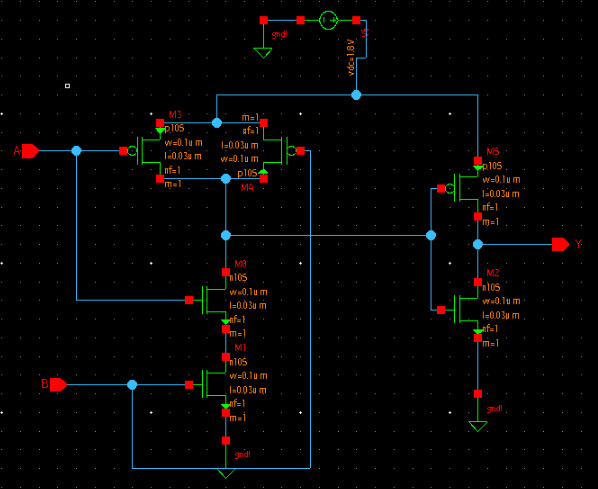 gnd!
V5
vdc=1.8V
M3
p10S
w=0.1u m
l=0.03u m
nf=1
m=1
m=1
nf=1
l=0.03u m
w=0.1u m
p10S
M4
A
M5
p10S
w=0.1u m
l=0.03u m
nf=1
m=1
Y
n10S
w=0.1u m
l=0.03u m
nf=1
m=1
M2
n10S
w=0.1u m
l=0.03u m
nf=1
m=1
M1
n10S
w=0.1u m
l=0.03u m
nf=1
m=1
B
gnd!
gnd!